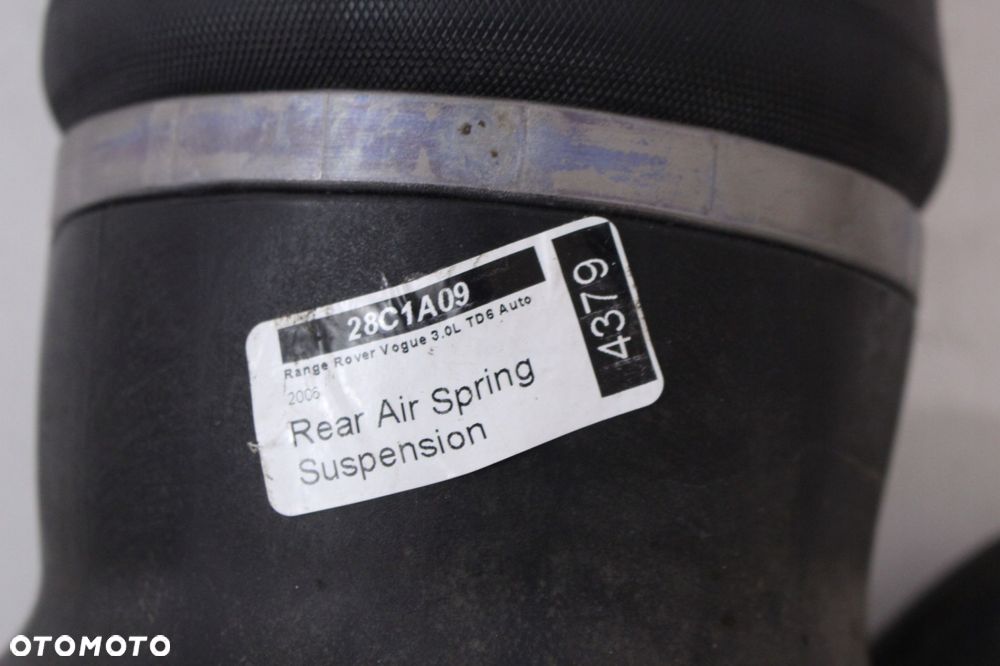 28C1A09
Range Rover Vogue 3.0L TD6 Auto
2006
Rear Air Spring
Suspension
4379
OTOMOTO